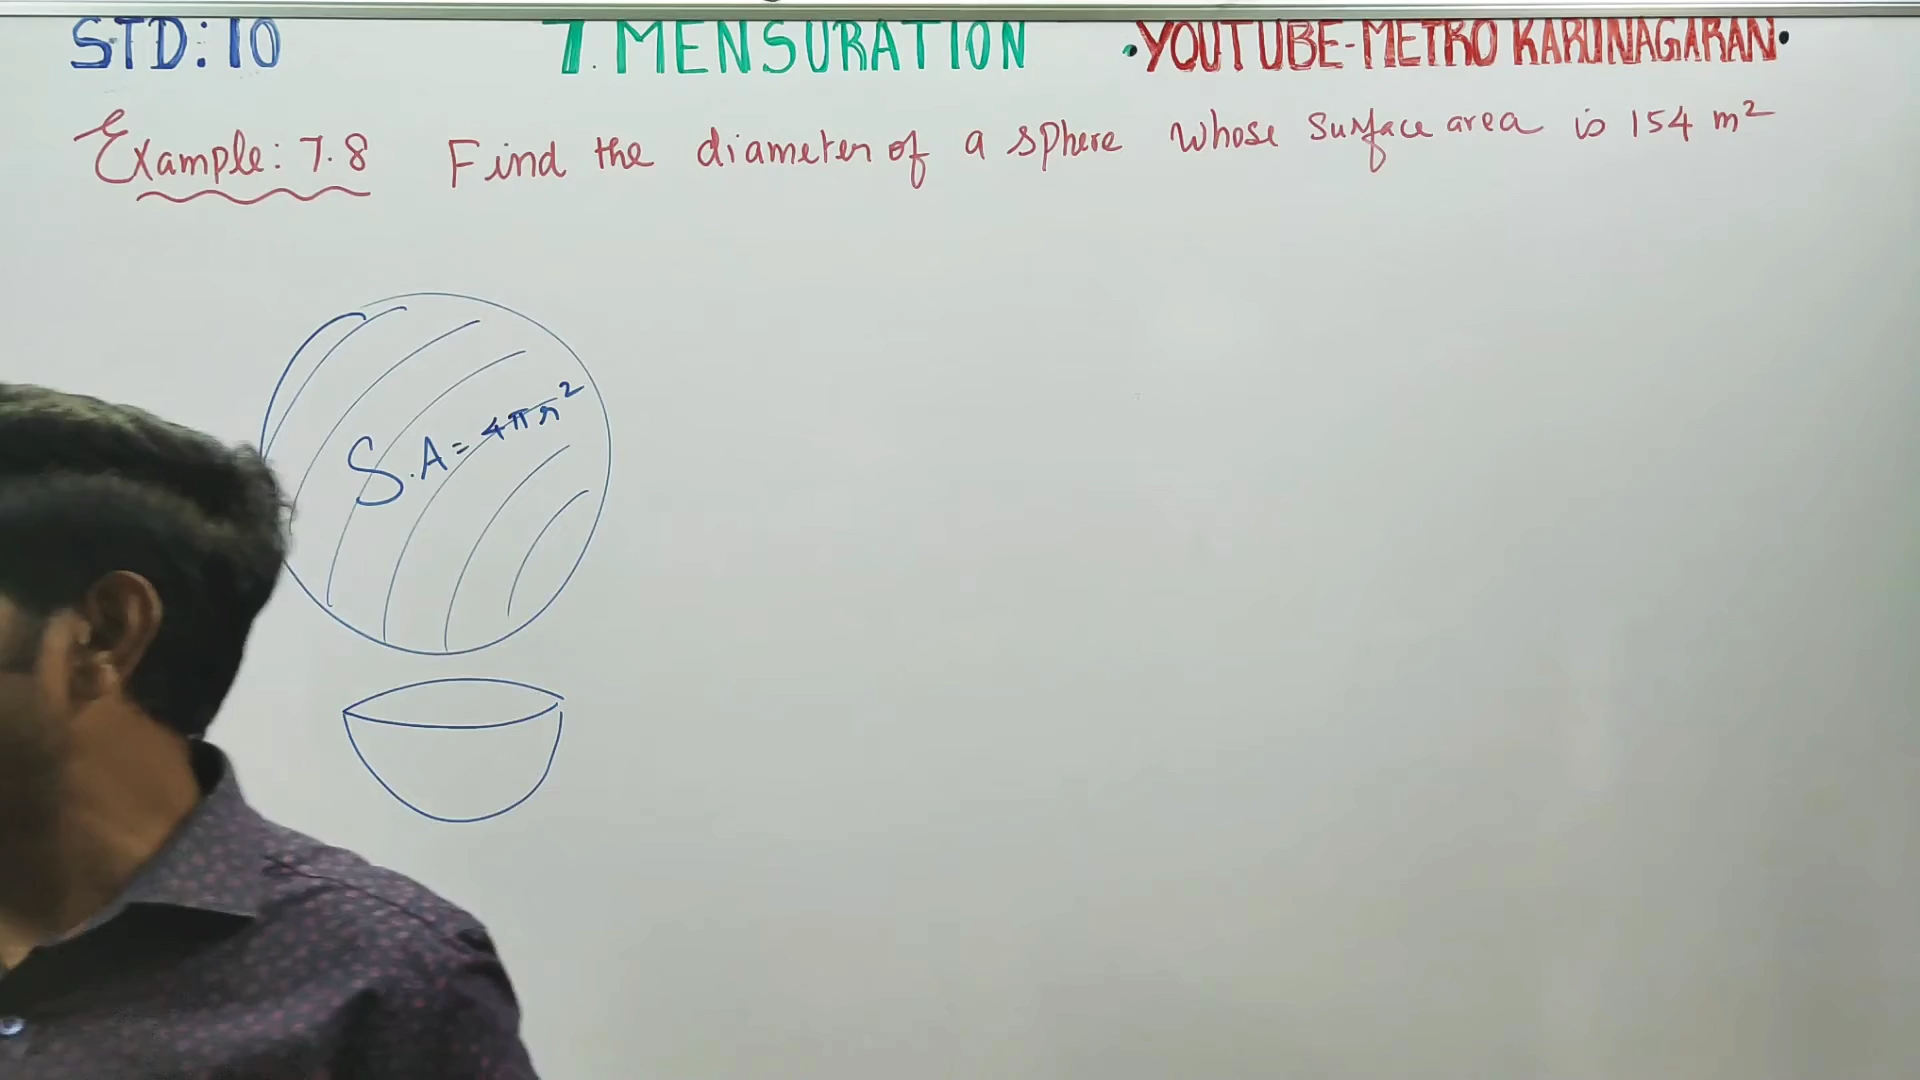 STD:10 7. MENSURATION •YOUTUBE-METRO KARUNAGARAN•
Example: 7.8 Find the diameter of a sphere whose surface area is 154 m²
S.A = 4πr²